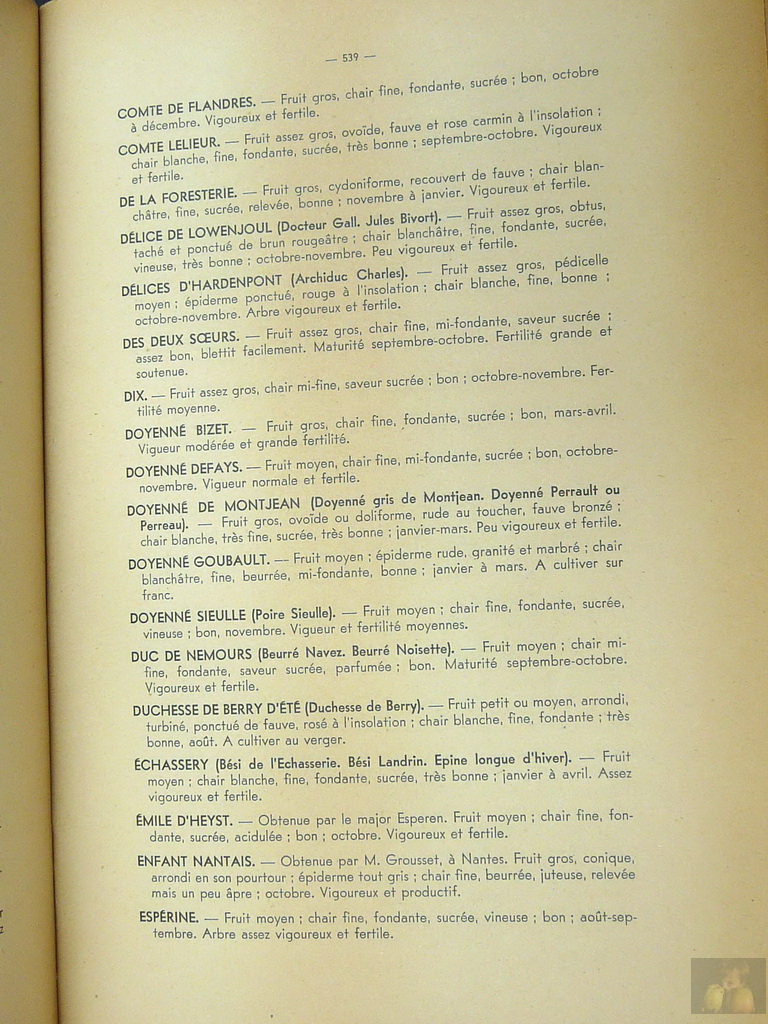 — 539 —
COMTE DE FLANDRES. — Fruit gros, chair fine, fondante, sucrée ; bon, octobre
à décembre. Vigoureux et fertile.
COMTE LELIEUR. — Fruit assez gros, ovoïde, fauve et rose carmin à l'insolation ;
chair blanche, fine, fondante, sucrée, très bonne ; septembre-octobre. Vigoureux
et fertile.
DE LA FORESTERIE. — Fruit gros, cydoniforme, recouvert de fauve ; chair blan-
châtre, fine, sucrée, relevée, bonne ; novembre à janvier. Vigoureux et fertile.
DÉLICE DE LOWENJOUL (Docteur Gall. Jules Bivort). — Fruit assez gros, obtus,
taché et ponctué de brun rougeâtre ; chair blanchâtre, fine, fondante, sucrée,
vineuse, très bonne ; octobre-novembre. Peu vigoureux et fertile.
DÉLICES D'HARDENPONT (Archiduc Charles). — Fruit assez gros, pédicelle
moyen ; épiderme ponctué, rouge à l'insolation ; chair blanche, fine, bonne ;
octobre-novembre. Arbre vigoureux et fertile.
DES DEUX SŒURS. — Fruit assez gros, chair fine, mi-fondante, saveur sucrée ;
assez bon, blettit facilement. Maturité septembre-octobre. Fertilité grande et
soutenue.
DIX. — Fruit assez gros, chair mi-fine, saveur sucrée ; bon ; octobre-novembre. Fer-
tilité moyenne.
DOYENNÉ BIZET. — Fruit gros, chair fine, fondante, sucrée ; bon, mars-avril.
Vigueur modérée et grande fertilité.
DOYENNÉ DEFAYS. — Fruit moyen, chair fine, mi-fondante, sucrée ; bon, octobre-
novembre. Vigueur normale et fertile.
DOYENNÉ DE MONTJEAN (Doyenné gris de Montjean. Doyenné Perrault ou
Perreau). — Fruit gros, ovoïde ou doliforme, rude au toucher, fauve bronzé ;
chair blanche, très fine, sucrée, très bonne ; janvier-mars. Peu vigoureux et fertile.
DOYENNÉ GOUBAULT. — Fruit moyen ; épiderme rude, granité et marbré ; chair
blanchâtre, fine, beurrée, mi-fondante, bonne ; janvier à mars. A cultiver sur
franc.
DOYENNÉ SIEULLE (Poire Sieulle). — Fruit moyen ; chair fine, fondante, sucrée,
vineuse ; bon, novembre. Vigueur et fertilité moyennes.
DUC DE NEMOURS (Beurré Navez. Beurré Noisette). — Fruit moyen ; chair mi-
fine, fondante, saveur sucrée, parfumée ; bon. Maturité septembre-octobre.
Vigoureux et fertile.
DUCHESSE DE BERRY D'ÉTÉ (Duchesse de Berry). — Fruit petit ou moyen, arrondi,
turbiné, ponctué de fauve, rosé à l'insolation ; chair blanche, fine, fondante ; très
bonne, août. A cultiver au verger.
ÉCHASSERY (Bési de l'Echasserie. Bési Landrin. Epine longue d'hiver). — Fruit
moyen ; chair blanche, fine, fondante, sucrée, très bonne ; janvier à avril. Assez
vigoureux et fertile.
ÉMILE D'HEYST. — Obtenue par le major Esperen. Fruit moyen ; chair fine, fon-
dante, sucrée, acidulée ; bon ; octobre. Vigoureux et fertile.
ENFANT NANTAIS. — Obtenue par M. Grousset, à Nantes. Fruit gros, conique,
arrondi en son pourtour ; épiderme tout gris ; chair fine, beurrée, juteuse, relevée
mais un peu âpre ; octobre. Vigoureux et productif.
ESPÉRINE. — Fruit moyen ; chair fine, fondante, sucrée, vineuse ; bon ; août-sep-
tembre. Arbre assez vigoureux et fertile.